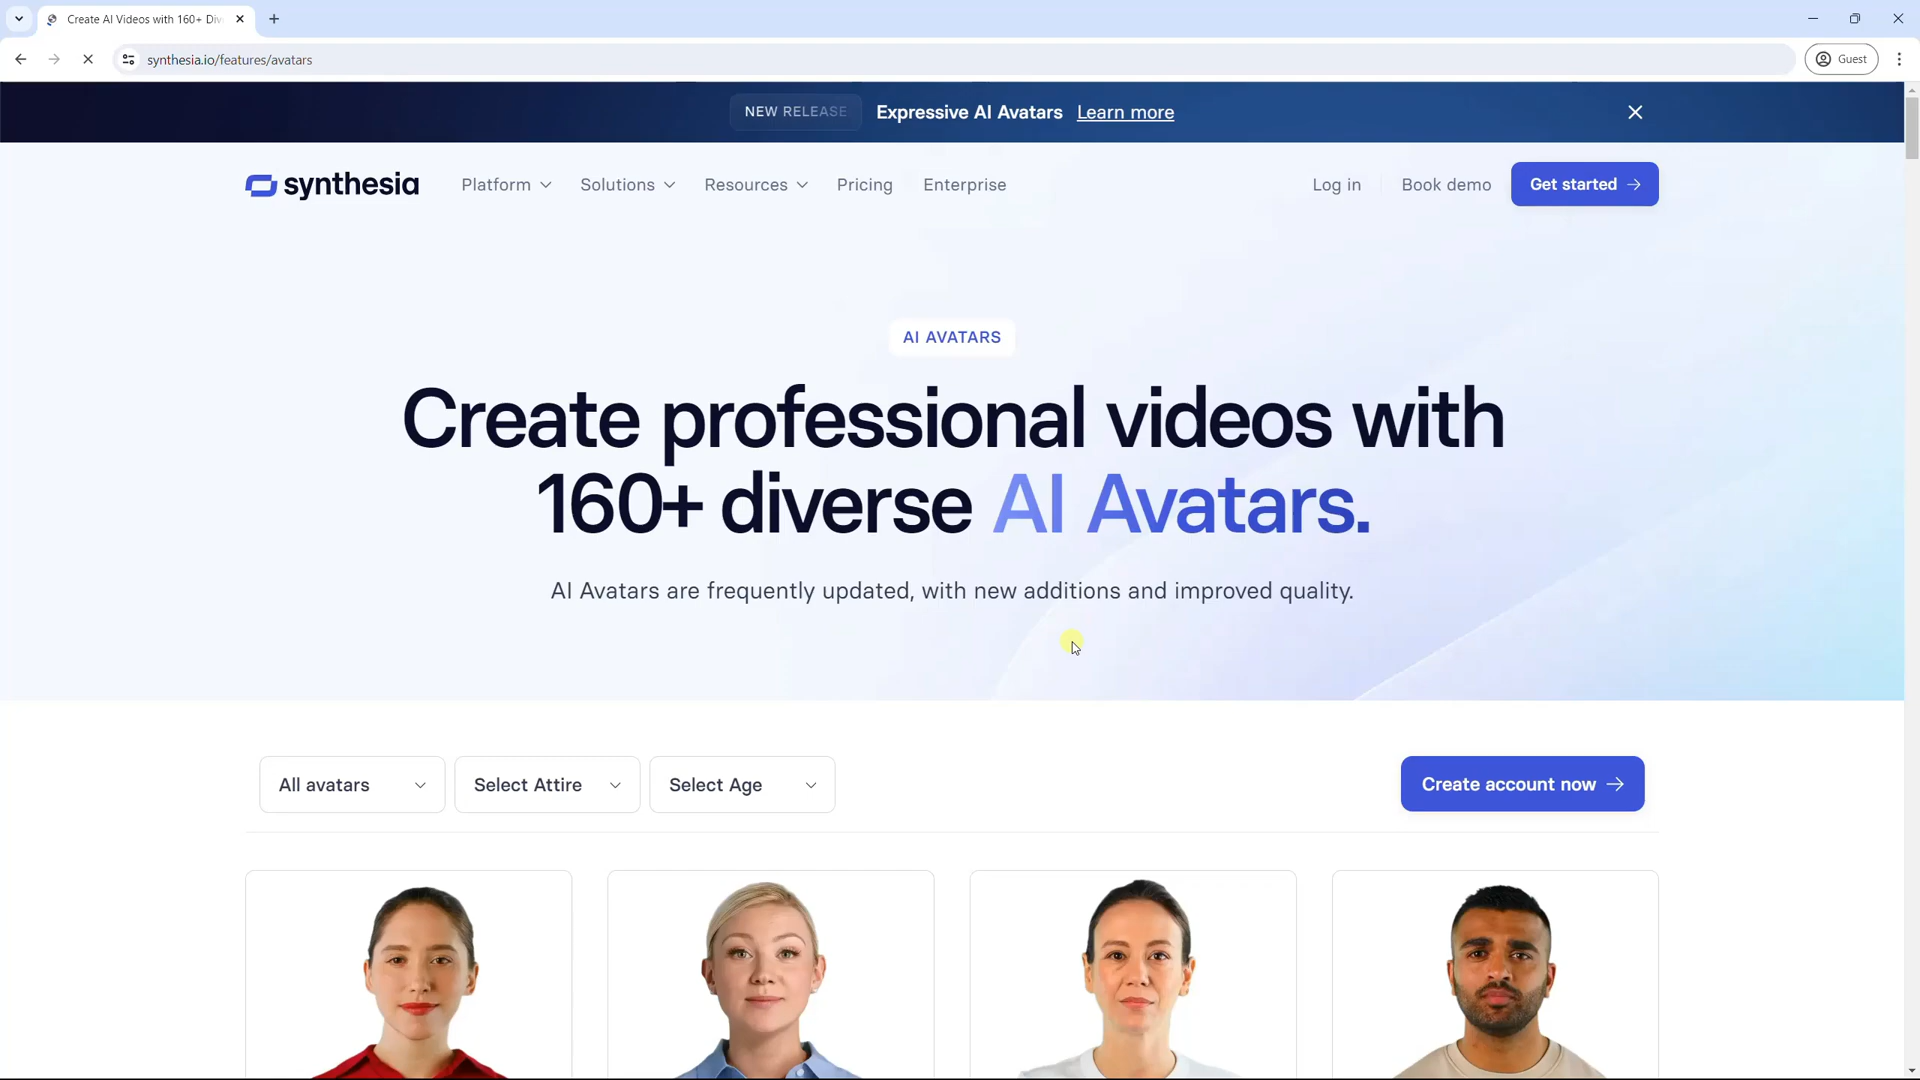 Create AI Videos with 160+ Div
synthesia.io/features/avatars
Guest
NEW RELEASE Expressive AI Avatars Learn more
synthesia Platform Solutions Resources Pricing Enterprise Log in Book demo Get started
AI AVATARS
Create professional videos with
160+ diverse AI Avatars.
AI Avatars are frequently updated, with new additions and improved quality.
All avatars Select Attire Select Age Create account now